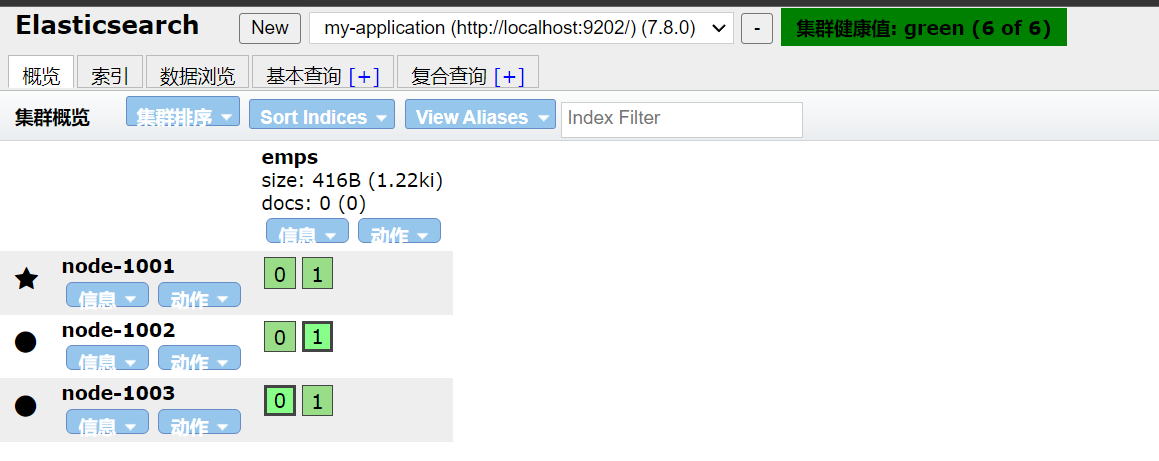 Elasticsearch New my-application (http://localhost:9202/) (7.8.0) - 集群健康值: green (6 of 6)
概览 索引 数据浏览 基本查询 [+] 复合查询 [+]
集群概览 集群排序 Sort Indices View Aliases Index Filter
emps
size: 416B (1.22ki)
docs: 0 (0)
信息 动作
node-1001 0 1
信息 动作
node-1002 0 1
信息 动作
node-1003 0 1
信息 动作